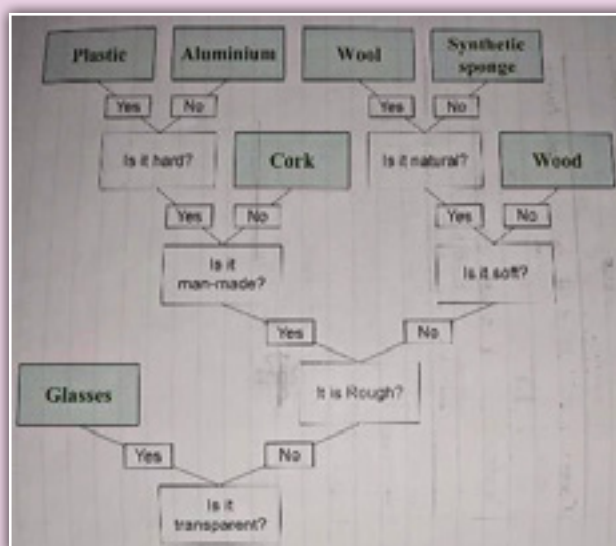 Plastic
Aluminium
Wool
Synthetic
sponge
Yes
No
Yes
No
Is it hard?
Cork
Is it natural?
Wood
Yes
No
Yes
No
Is it
man-made?
Is it soft?
Yes
No
Glasses
It is Rough?
Yes
No
Is it
transparent?